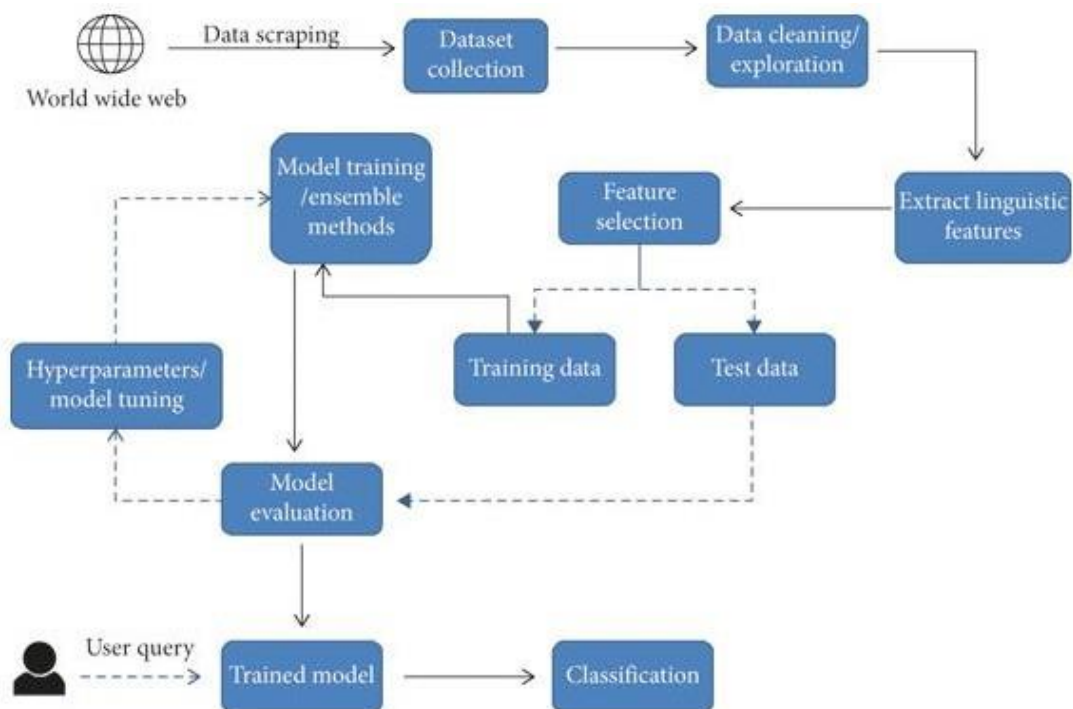 Data scraping
World wide web
Dataset
collection
Data cleaning/
exploration
Model training
/ensemble
methods
Feature
selection
Extract linguistic
features
Hyperparameters/
model tuning
Training data
Test data
Model
evaluation
User query
Trained model
Classification